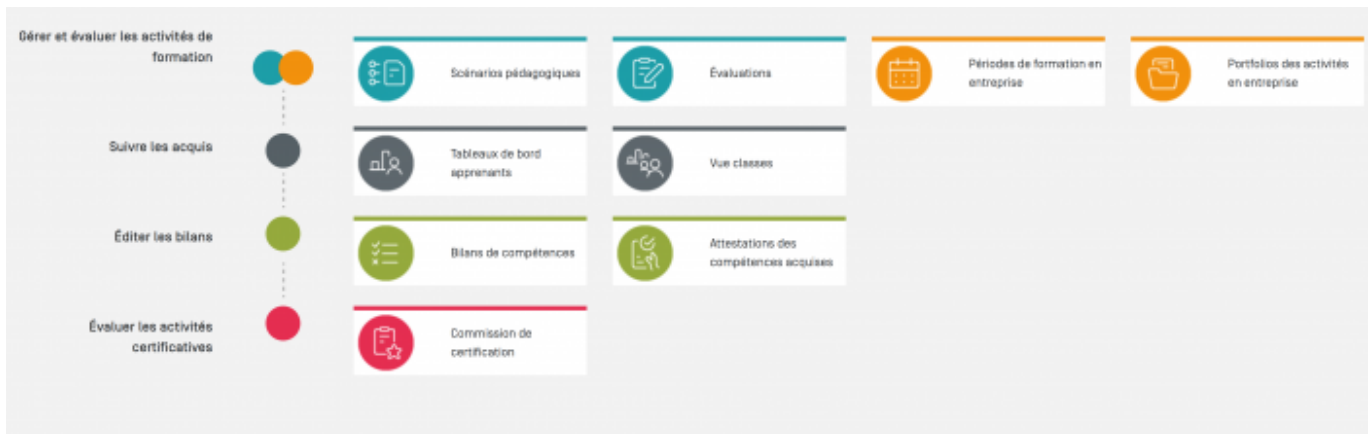 Gérer et évaluer les activités de
formation
Scénarios pédagogiques
Évaluations
Périodes de formation en
entreprise
Portfolios des activités
en entreprise
Suivre les acquis
Tableaux de bord
apprenants
Vue classes
Éditer les bilans
Bilans de compétences
Attestations des
compétences acquises
Évaluer les activités
certificatives
Commission de
certification